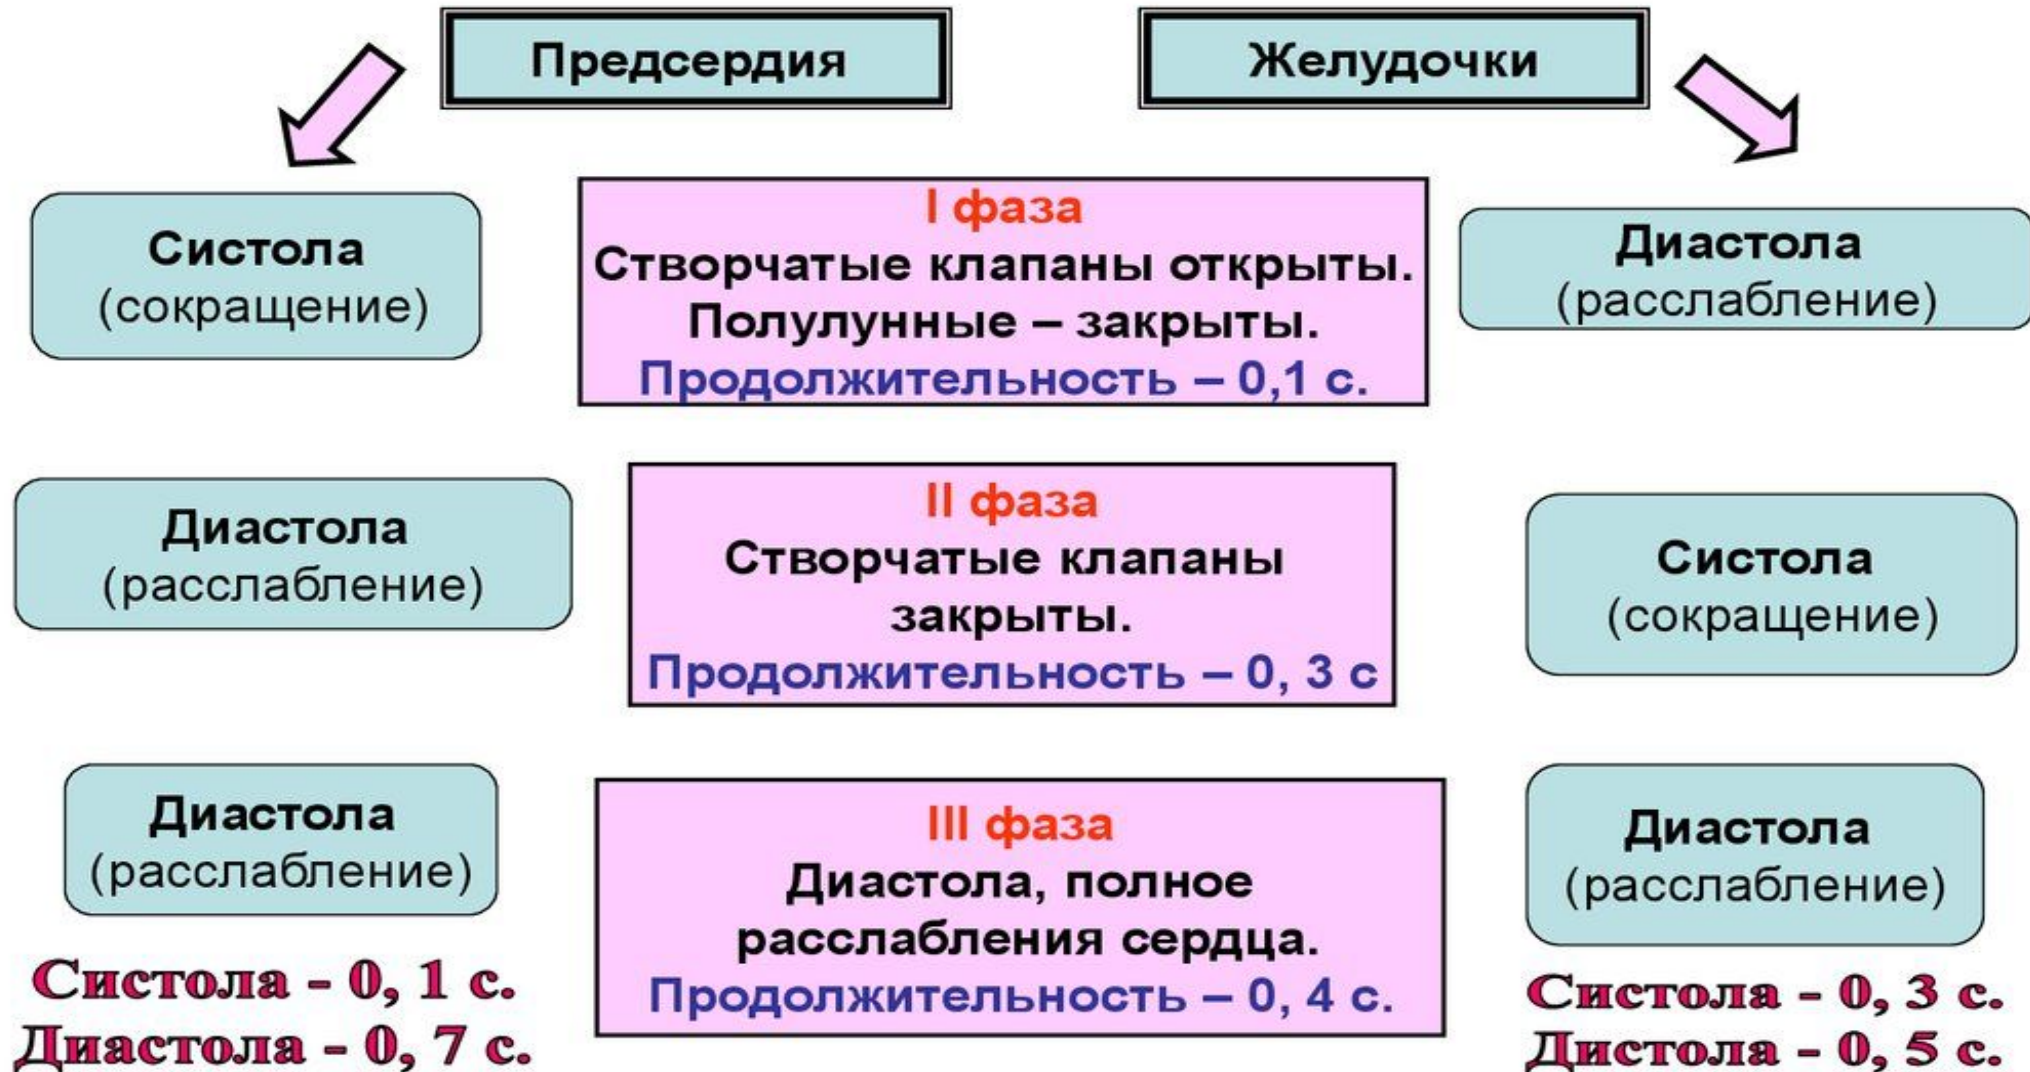 Предсердия
Желудочки
Систола
(сокращение)
I фаза
Створчатые клапаны открыты.
Полулунные – закрыты.
Продолжительность – 0,1 с.
Диастола
(расслабление)
Диастола
(расслабление)
II фаза
Створчатые клапаны
закрыты.
Продолжительность – 0, 3 с
Систола
(сокращение)
Диастола
(расслабление)
III фаза
Диастола, полное
расслабления сердца.
Продолжительность – 0, 4 с.
Диастола
(расслабление)
Систола - 0, 1 с.
Диастола - 0, 7 с.
Систола - 0, 3 с.
Дистола - 0, 5 с.